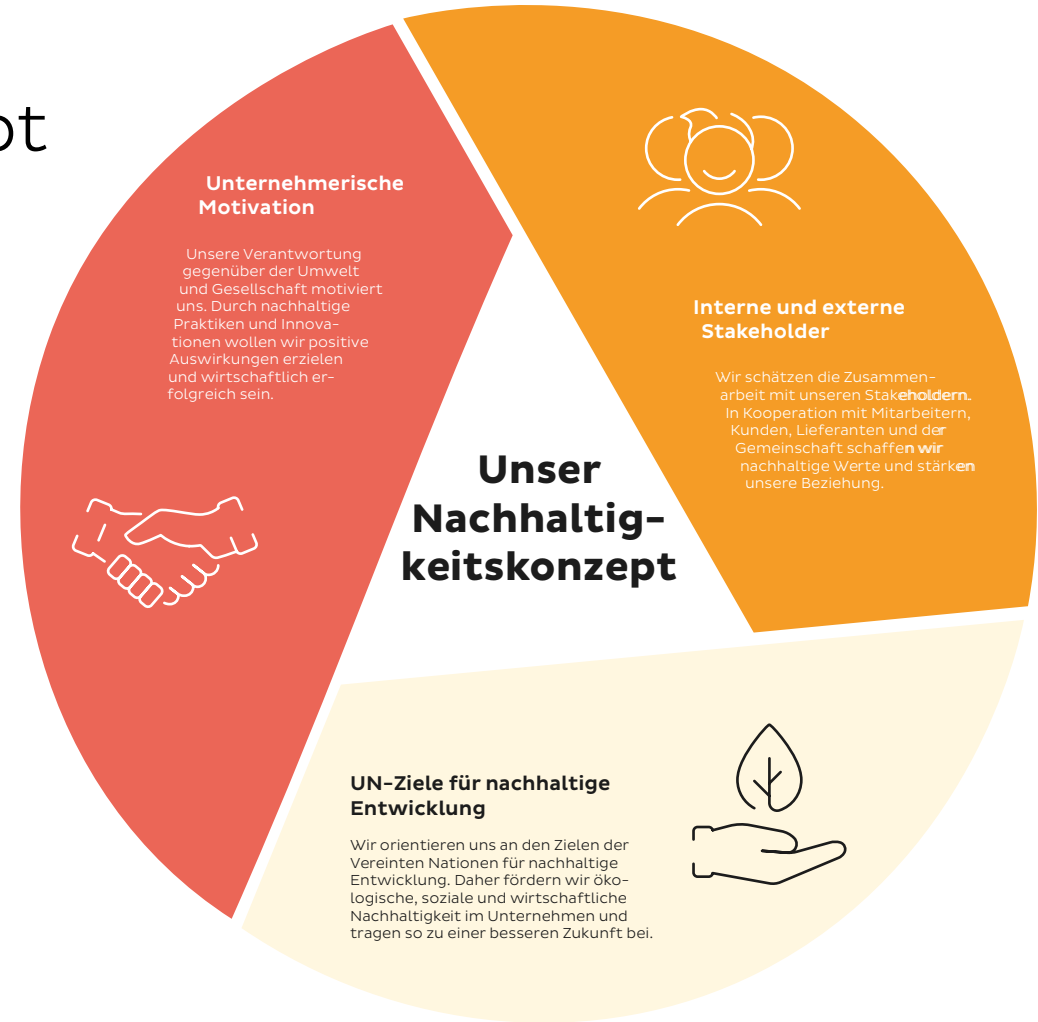 Unternehmerische
Motivation
Unsere Verantwortung
gegenüber der Umwelt
und Gesellschaft motiviert
uns. Durch nachhaltige
Praktiken und Innova-
tionen wollen wir positive
Auswirkungen erzielen
und wirtschaftlich er-
folgreich sein.
Interne und externe
Stakeholder
Wir schätzen die Zusammen-
arbeit mit unseren Stakeholdern.
In Kooperation mit Mitarbeitern,
Kunden, Lieferanten und der
Gemeinschaft schaffen wir
nachhaltige Werte und stärken
unsere Beziehung.
Unser
Nachhaltig-
keitskonzept
UN-Ziele für nachhaltige
Entwicklung
Wir orientieren uns an den Zielen der
Vereinten Nationen für nachhaltige
Entwicklung. Daher fördern wir öko-
logische, soziale und wirtschaftliche
Nachhaltigkeit im Unternehmen und
tragen so zu einer besseren Zukunft bei.